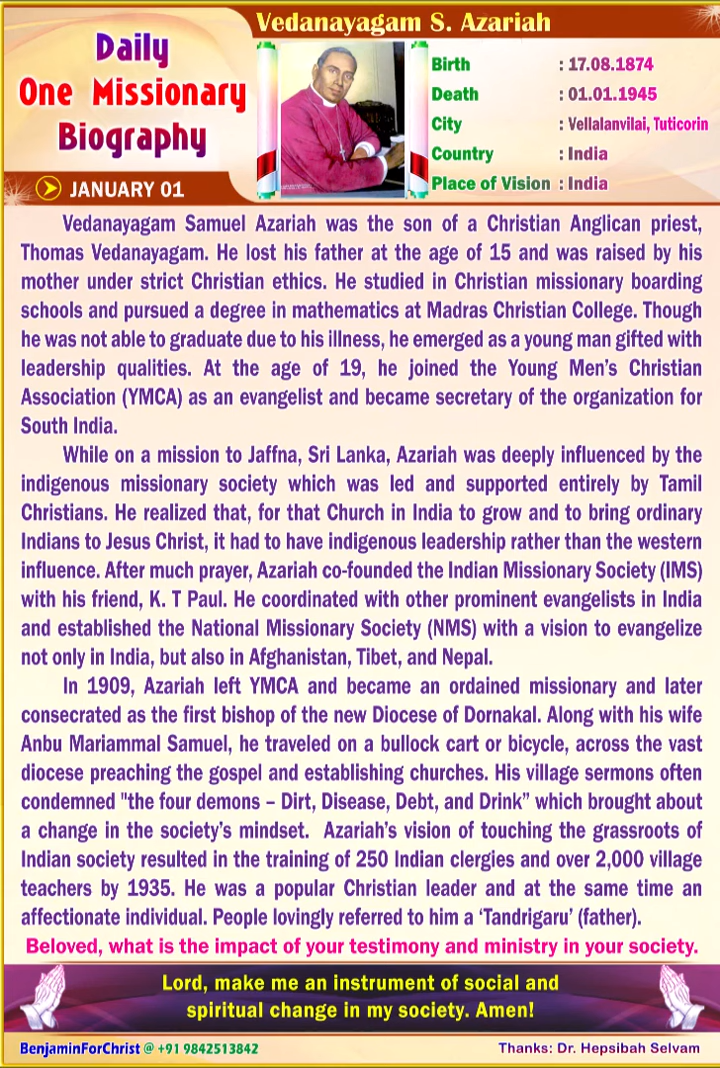 Daily
One Missionary
Biography
JANUARY 01
Vedanayagam S. Azariah
Birth : 17.08.1874
Death : 01.01.1945
City : Vellalanvilai, Tuticorin
Country : India
Place of Vision : India
Vedanayagam Samuel Azariah was the son of a Christian Anglican priest,
Thomas Vedanayagam. He lost his father at the age of 15 and was raised by his
mother under strict Christian ethics. He studied in Christian missionary boarding
schools and pursued a degree in mathematics at Madras Christian College. Though
he was not able to graduate due to his illness, he emerged as a young man gifted with
leadership qualities. At the age of 19, he joined the Young Men's Christian
Association (YMCA) as an evangelist and became secretary of the organization for
South India.
While on a mission to Jaffna, Sri Lanka, Azariah was deeply influenced by the
indigenous missionary society which was led and supported entirely by Tamil
Christians. He realized that, for that Church in India to grow and to bring ordinary
Indians to Jesus Christ, it had to have indigenous leadership rather than the western
influence. After much prayer, Azariah co-founded the Indian Missionary Society (IMS)
with his friend, K. T Paul. He coordinated with other prominent evangelists in India
and established the National Missionary Society (NMS) with a vision to evangelize
not only in India, but also in Afghanistan, Tibet, and Nepal.
In 1909, Azariah left YMCA and became an ordained missionary and later
consecrated as the first bishop of the new Diocese of Dornakal. Along with his wife
Anbu Mariammal Samuel, he traveled on a bullock cart or bicycle, across the vast
diocese preaching the gospel and establishing churches. His village sermons often
condemned "the four demons – Dirt, Disease, Debt, and Drink” which brought about
a change in the society's mindset. Azariah's vision of touching the grassroots of
Indian society resulted in the training of 250 Indian clergies and over 2,000 village
teachers by 1935. He was a popular Christian leader and at the same time an
affectionate individual. People lovingly referred to him a ‘Tandrigaru’ (father).
Beloved, what is the impact of your testimony and ministry in your society.
Lord, make me an instrument of social and
spiritual change in my society. Amen!
BenjaminForChrist @ +91 9842513842
Thanks: Dr. Hepsibah Selvam